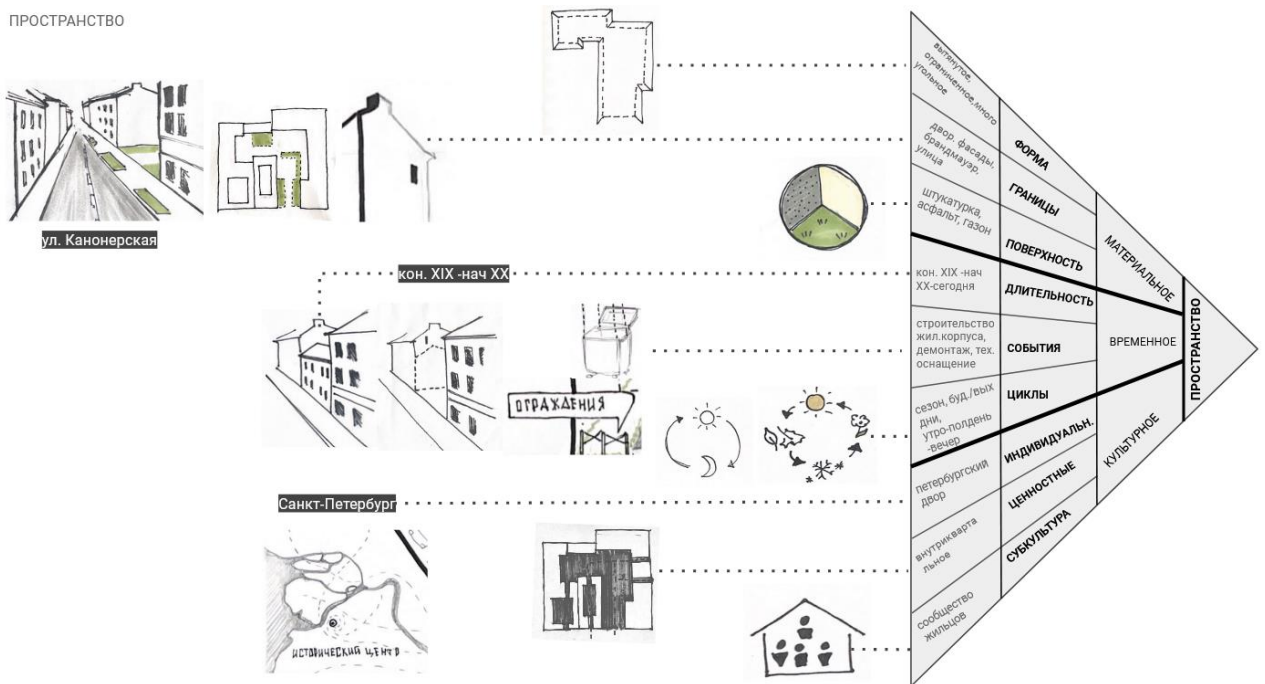 ПРОСТРАНСТВО
ул. Канонерская
кон. XIX -нач XX
ОГРАЖДЕНИЯ
Санкт-Петербург
ИСТОРИЧЕСКИЙ ЦЕНТР
вытянутое,
ограниченное,много
угольное
двор. фасады,
брандмауэр,
улица
штукатурка,
асфальт, газон
кон. XIX -нач
XX-сегодня
строительство
жил.корпуса,
демонтаж, тех.
оснащение
сезон, буд./вых
дни,
утро-полдень
-вечер
петербургский
двор
внутрикварта
льное
сообщество
жильцов
ФОРМА
ГРАНИЦЫ
ПОВЕРХНОСТЬ
ДЛИТЕЛЬНОСТЬ
СОБЫТИЯ
ЦИКЛЫ
ИНДИВИДУАЛЬН.
ЦЕННОСТНЫЕ
СУБКУЛЬТУРА
МАТЕРИАЛЬНОЕ
ВРЕМЕННОЕ
КУЛЬТУРНОЕ
ПРОСТРАНСТВО